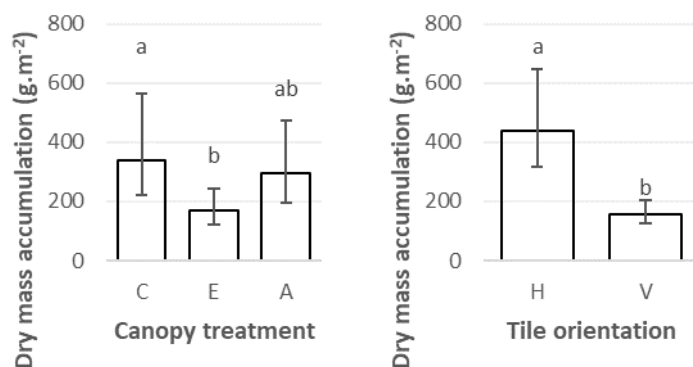 Dry mass accumulation (g.m⁻²)
800
600
400
200
0
a
b
ab
C E A
Canopy treatment
Dry mass accumulation (g.m⁻²)
800
600
400
200
0
a
b
H V
Tile orientation